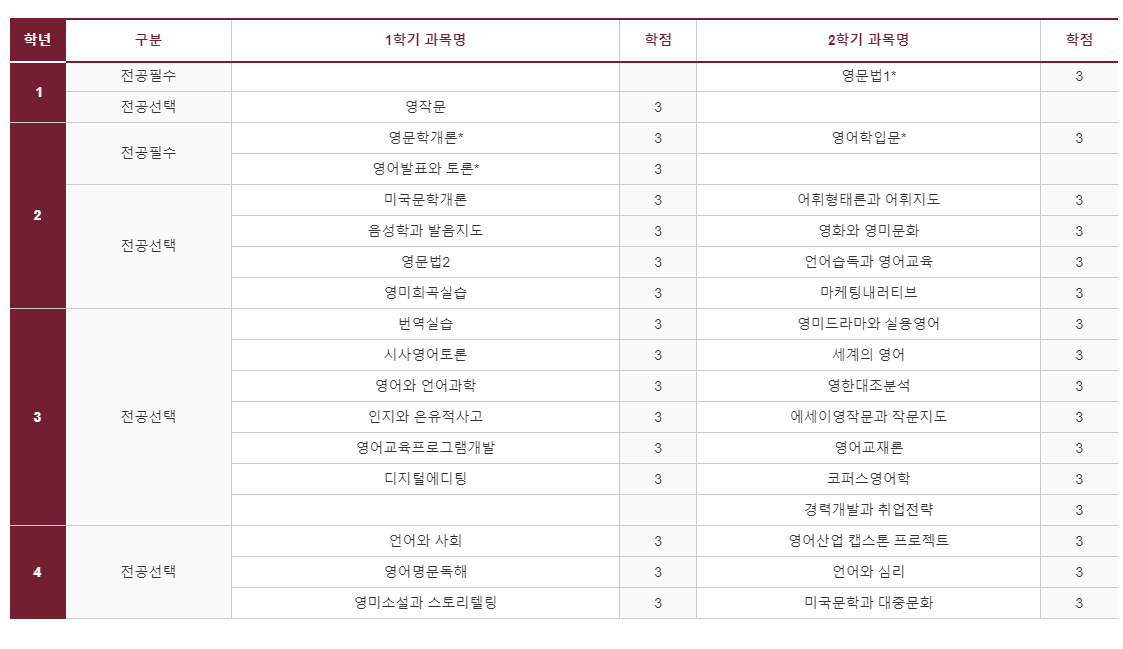 학년 구분 1학기 과목명 학점 2학기 과목명 학점
1 전공필수 영문법1* 3
전공선택 영작문 3
2 전공필수 영문학개론* 3 영어학입문* 3
영어발표와 토론* 3
전공선택 미국문학개론 3 어휘형태론과 어휘지도 3
음성학과 발음지도 3 영화와 영미문화 3
영문법2 3 언어습득과 영어교육 3
영미희곡실습 3 마케팅내러티브 3
3 전공선택 번역실습 3 영미드라마와 실용영어 3
시사영어토론 3 세계의 영어 3
영어와 언어과학 3 영한대조분석 3
인지와 은유적사고 3 에세이영작문과 작문지도 3
영어교육프로그램개발 3 영어교재론 3
디지털에디팅 3 코퍼스영어학 3
경력개발과 취업전략 3
4 전공선택 언어와 사회 3 영어산업 캡스톤 프로젝트 3
영어명문독해 3 언어와 심리 3
영미소설과 스토리텔링 3 미국문학과 대중문화 3